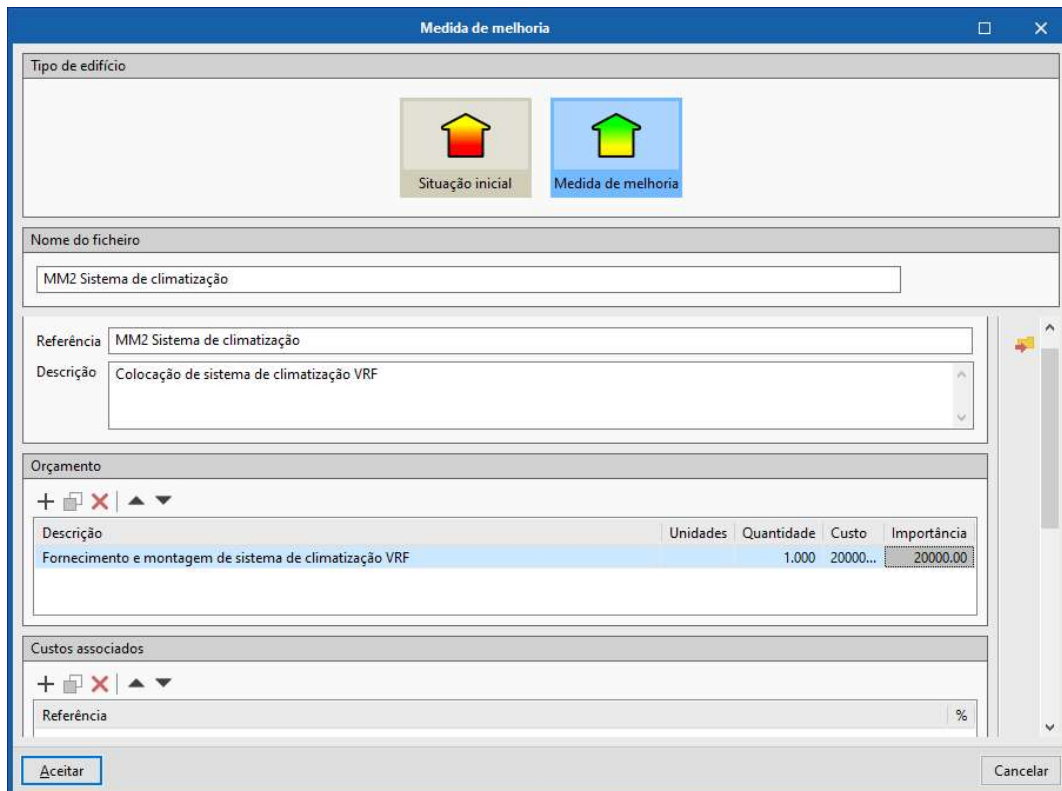 Medida de melhoria
Tipo de edifício
Situação inicial Medida de melhoria
Nome do ficheiro
MM2 Sistema de climatização
Referência MM2 Sistema de climatização
Descrição Colocação de sistema de climatização VRF
Orçamento
Descrição Unidades Quantidade Custo Importância
Fornecimento e montagem de sistema de climatização VRF 1.000 20000... 20000.00
Custos associados
Referência %
Aceitar Cancelar